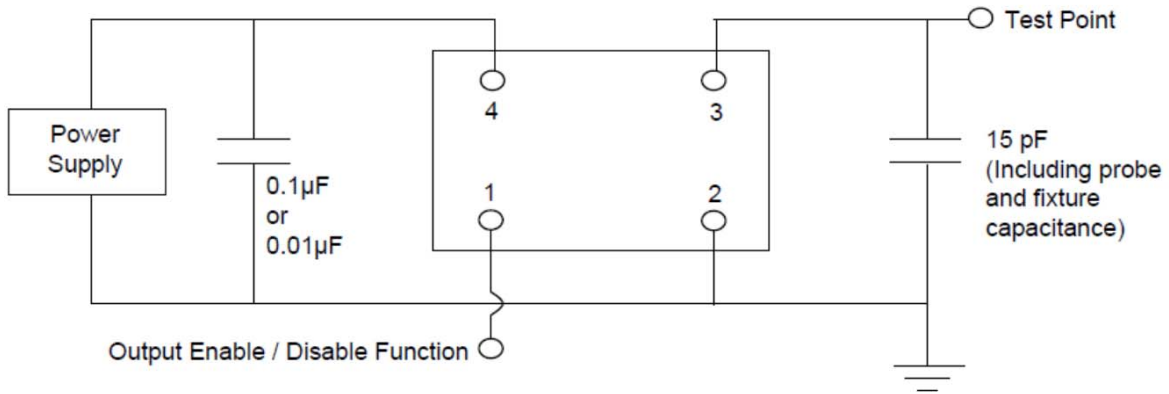 Test Point
4
3
Power
Supply
15 pF
(Including probe
and fixture
capacitance)
0.1µF
or
0.01µF
1
2
Output Enable / Disable Function